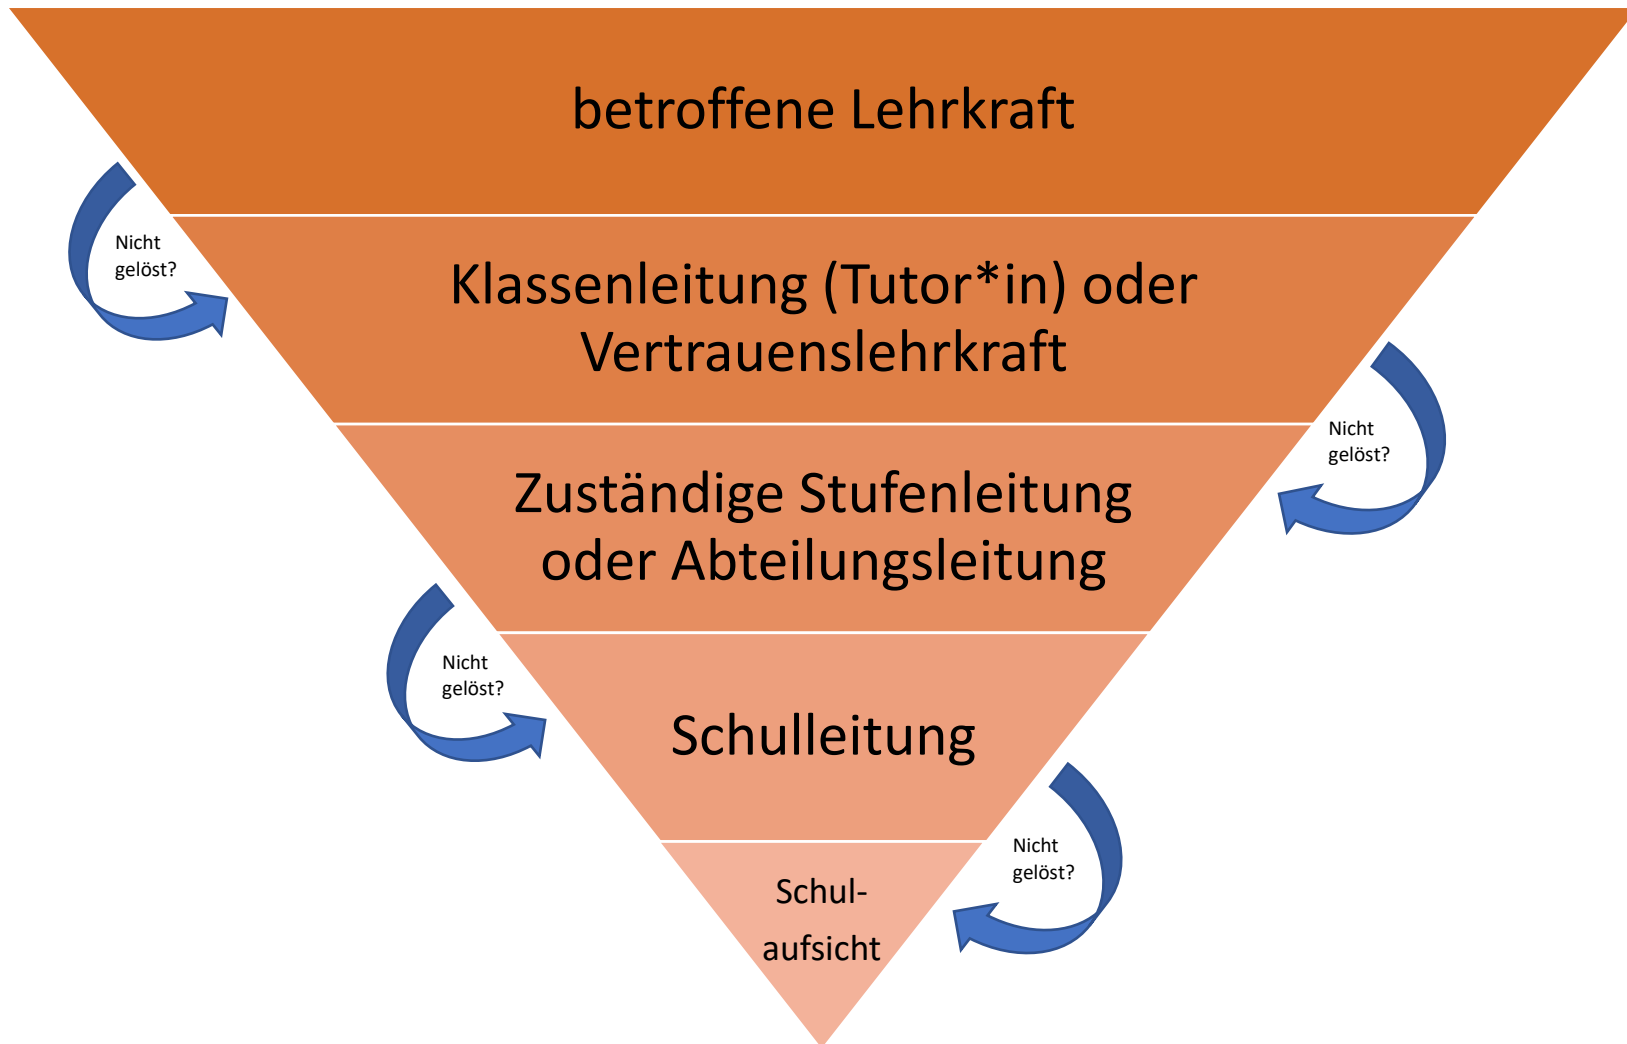 betroffene Lehrkraft
Nicht
gelöst?
Klassenleitung (Tutor*in) oder
Vertrauenslehrkraft
Nicht
gelöst?
Zuständige Stufenleitung
oder Abteilungsleitung
Nicht
gelöst?
Schulleitung
Nicht
gelöst?
Schul-
aufsicht